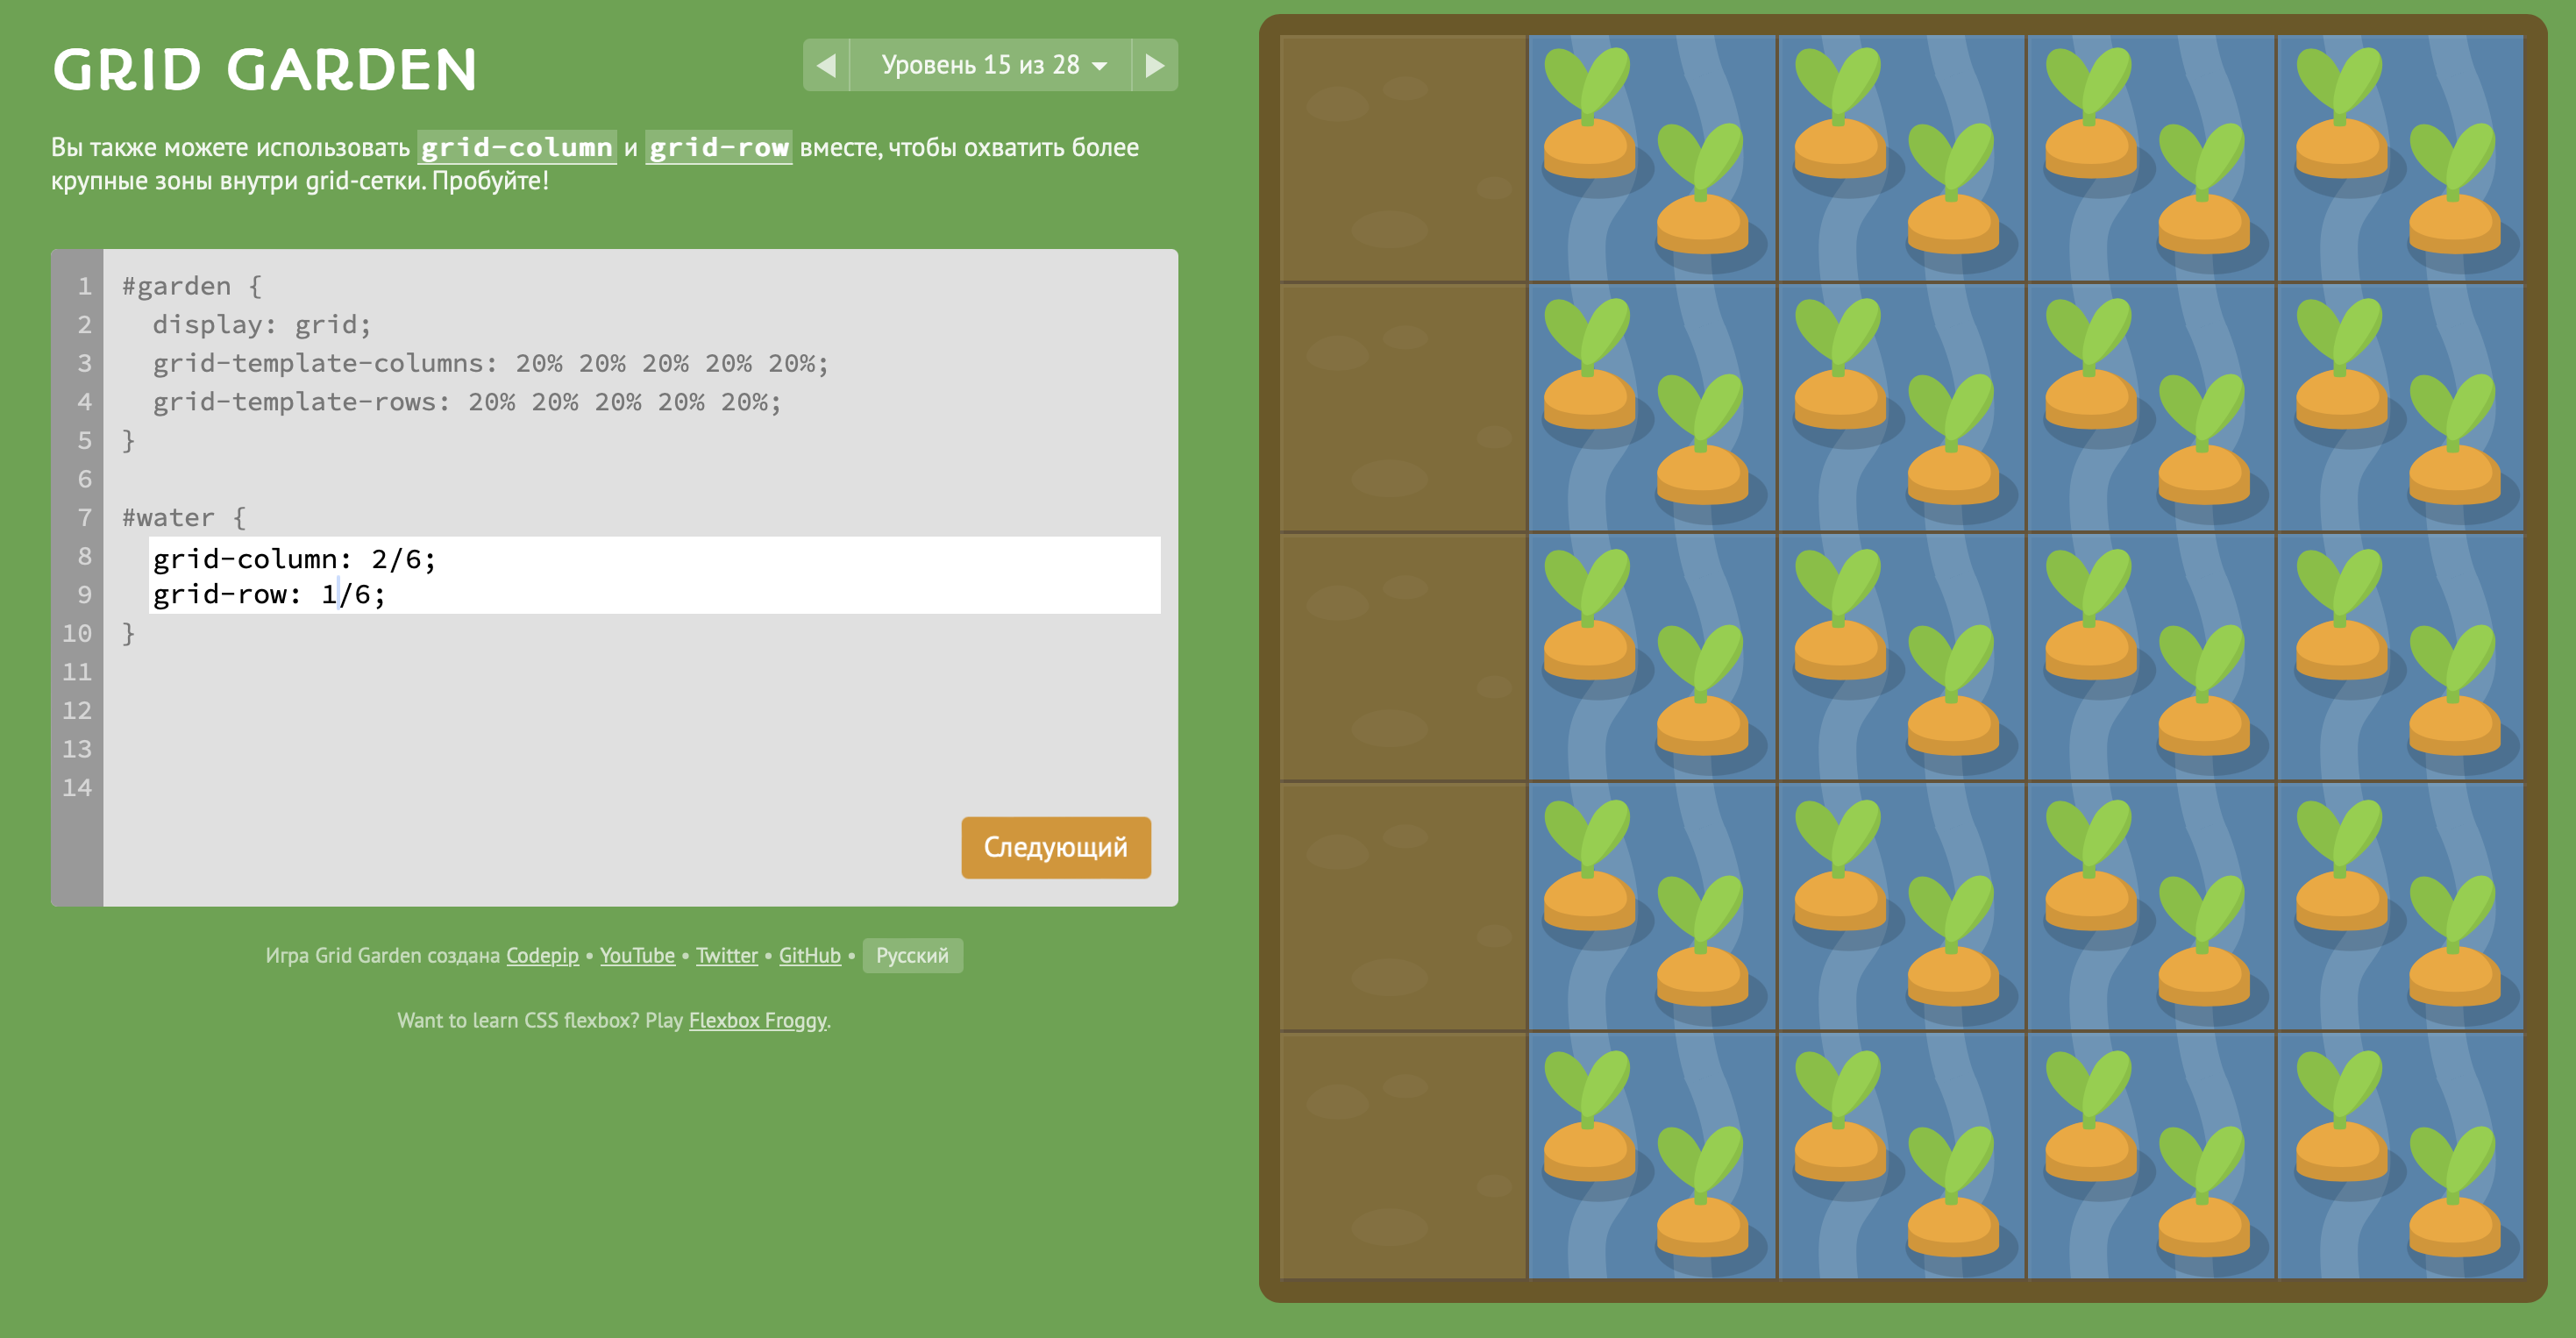 GRID GARDEN
Уровень 15 из 28
Вы также можете использовать grid-column и grid-row вместе, чтобы охватить более
крупные зоны внутри grid-сетки. Пробуйте!
1 #garden {
2 display: grid;
3 grid-template-columns: 20% 20% 20% 20% 20%;
4 grid-template-rows: 20% 20% 20% 20% 20%;
5 }
6
7 #water {
8 grid-column: 2/6;
9 grid-row: 1/6;
10 }
11
12
13
14
Следующий
Игра Grid Garden создана Codepip • YouTube • Twitter • GitHub • Русский
Want to learn CSS flexbox? Play Flexbox Froggy.